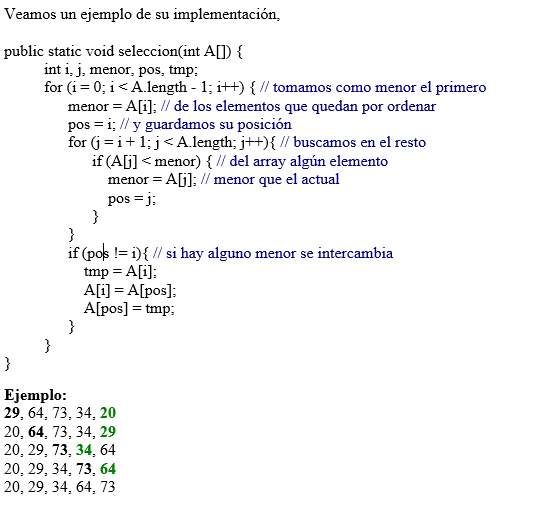 Veamos un ejemplo de su implementación,
public static void seleccion(int A[]) {
int i, j, menor, pos, tmp;
for (i = 0; i < A.length - 1; i++) { // tomamos como menor el primero
menor = A[i]; // de los elementos que quedan por ordenar
pos = i; // y guardamos su posición
for (j = i + 1; j < A.length; j++){ // buscamos en el resto
if (A[j] < menor) { // del array algún elemento
menor = A[j]; // menor que el actual
pos = j;
}
}
if (pos != i){ // si hay alguno menor se intercambia
tmp = A[i];
A[i] = A[pos];
A[pos] = tmp;
}
}
}
Ejemplo:
29, 64, 73, 34, 20
20, 64, 73, 34, 29
20, 29, 73, 34, 64
20, 29, 34, 73, 64
20, 29, 34, 64, 73